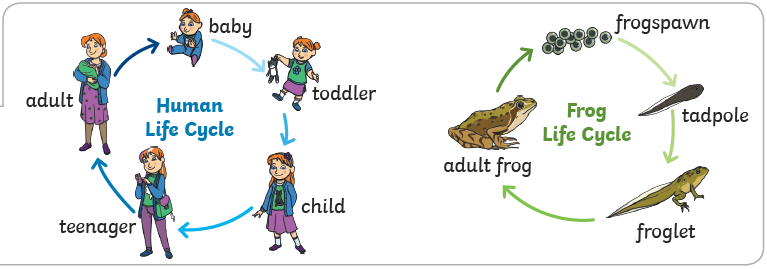 baby
toddler
child
teenager
adult
Human
Life Cycle
frogspawn
tadpole
froglet
adult frog
Frog
Life Cycle